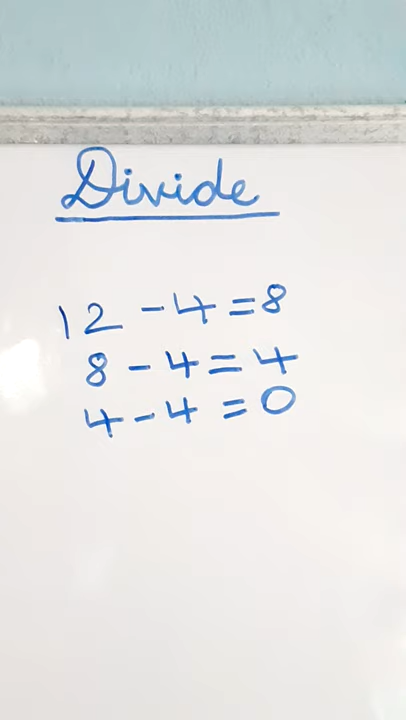 Divide
12 - 4 = 8
8 - 4 = 4
4 - 4 = 0